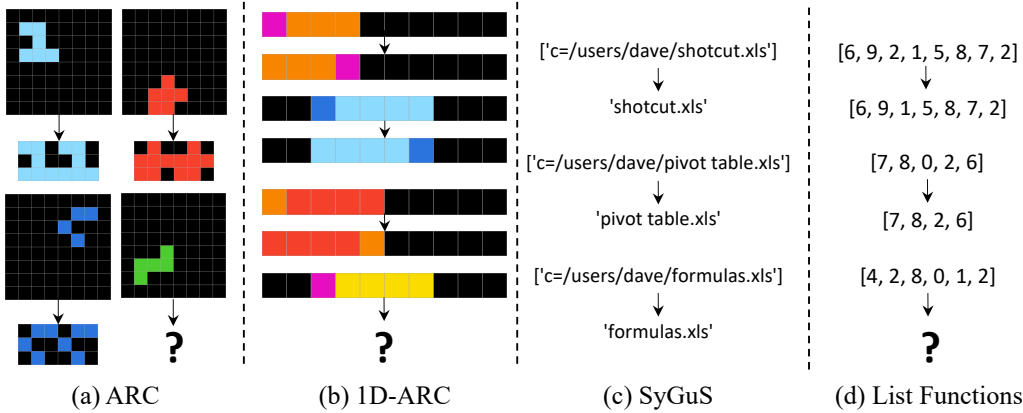 ['c=/users/dave/shotcut.xls']
'shotcut.xls'
['c=/users/dave/pivot table.xls']
'pivot table.xls'
['c=/users/dave/formulas.xls']
'formulas.xls'
[6, 9, 2, 1, 5, 8, 7, 2]
[6, 9, 1, 5, 8, 7, 2]
[7, 8, 0, 2, 6]
[7, 8, 2, 6]
[4, 2, 8, 0, 1, 2]
?
?
?
(a) ARC
(b) 1D-ARC
(c) SyGuS
(d) List Functions